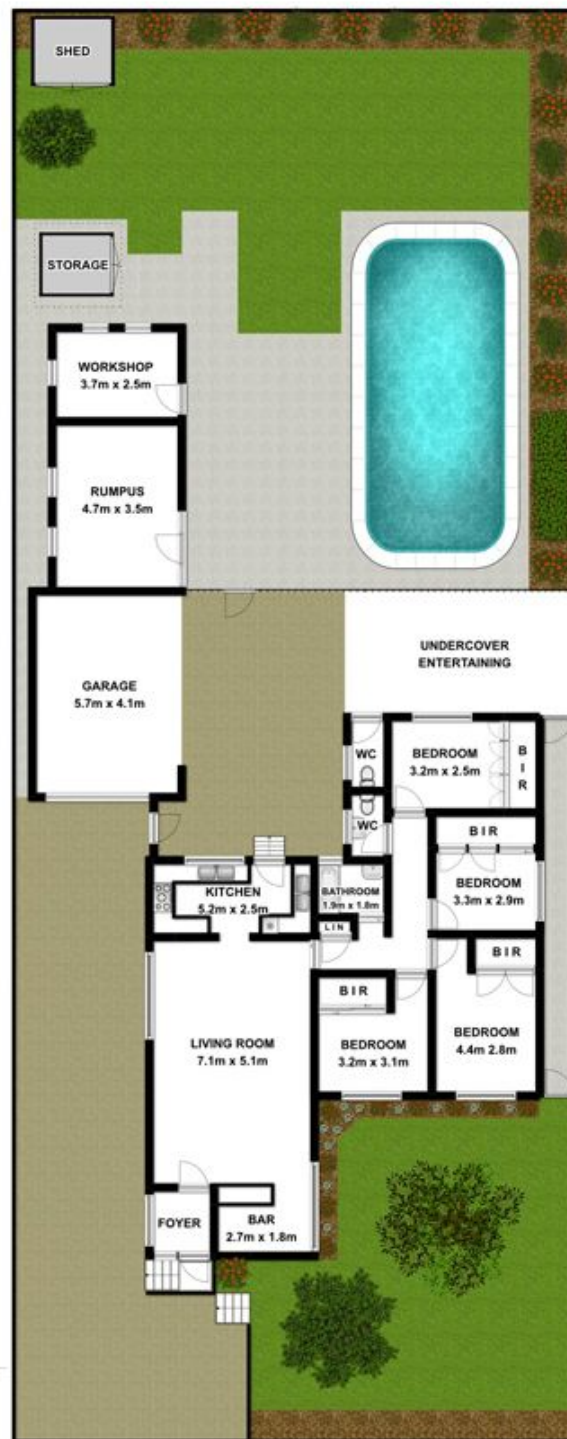 SHED
STORAGE
WORKSHOP
3.7m x 2.5m
RUMPUS
4.7m x 3.5m
GARAGE
5.7m x 4.1m
UNDERCOVER
ENTERTAINING
WC
BEDROOM
3.2m x 2.5m
BIR
WC
BIR
KITCHEN
5.2m x 2.5m
BATHROOM
1.9m x 1.8m
BEDROOM
3.3m x 2.9m
LIN
BIR
BIR
LIVING ROOM
7.1m x 5.1m
BEDROOM
3.2m x 3.1m
BEDROOM
4.4m 2.8m
FOYER
BAR
2.7m x 1.8m